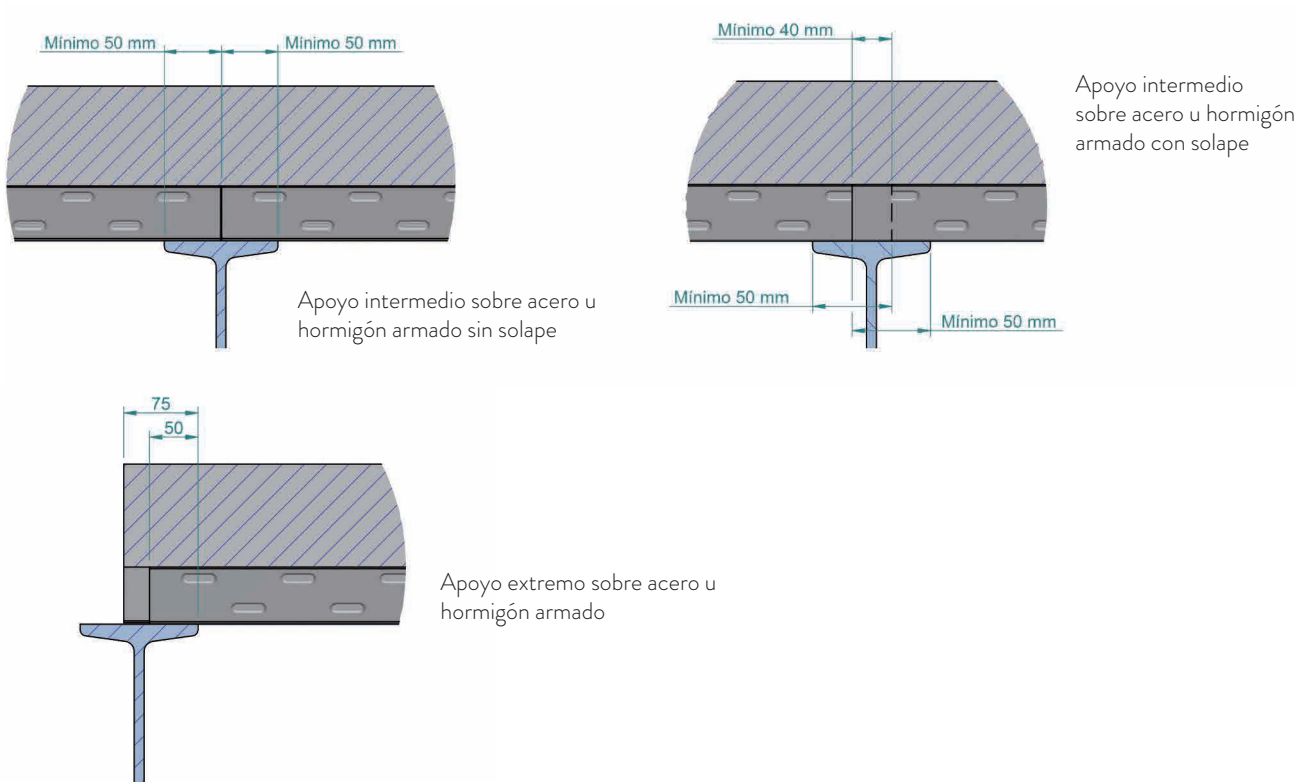 Mínimo 50 mm
Mínimo 50 mm
Apoyo intermedio sobre acero u
hormigón armado sin solape
Mínimo 40 mm
Apoyo intermedio
sobre acero u hormigón
armado con solape
Mínimo 50 mm
Mínimo 50 mm
75
50
Apoyo extremo sobre acero u
hormigón armado